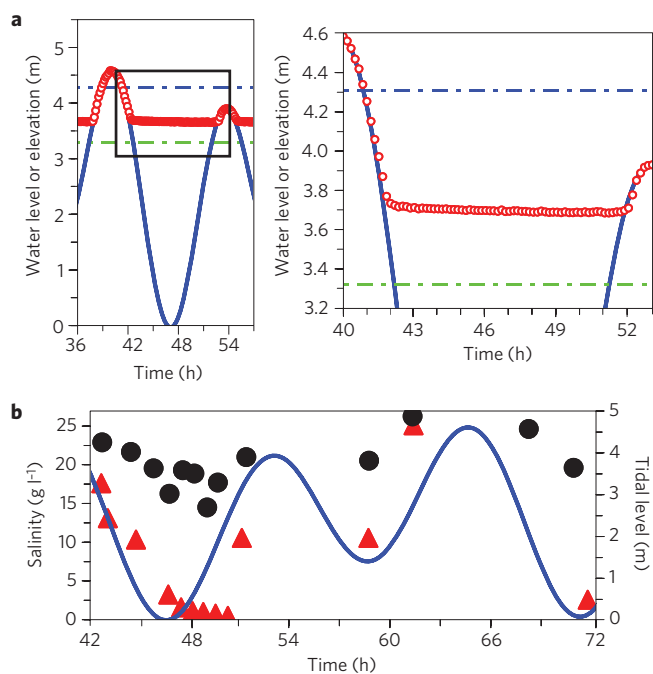 a
Water level or elevation (m)
5
4
3
2
1
0
36 42 48 54
Time (h)
Water level or elevation (m)
4.6
4.4
4.2
4.0
3.8
3.6
3.4
3.2
40 43 46 49 52
Time (h)
b
Salinity (g l⁻¹)
25
20
15
10
5
0
42 48 54 60 66 72
Time (h)
5
4
3
2
1
0
Tidal level (m)